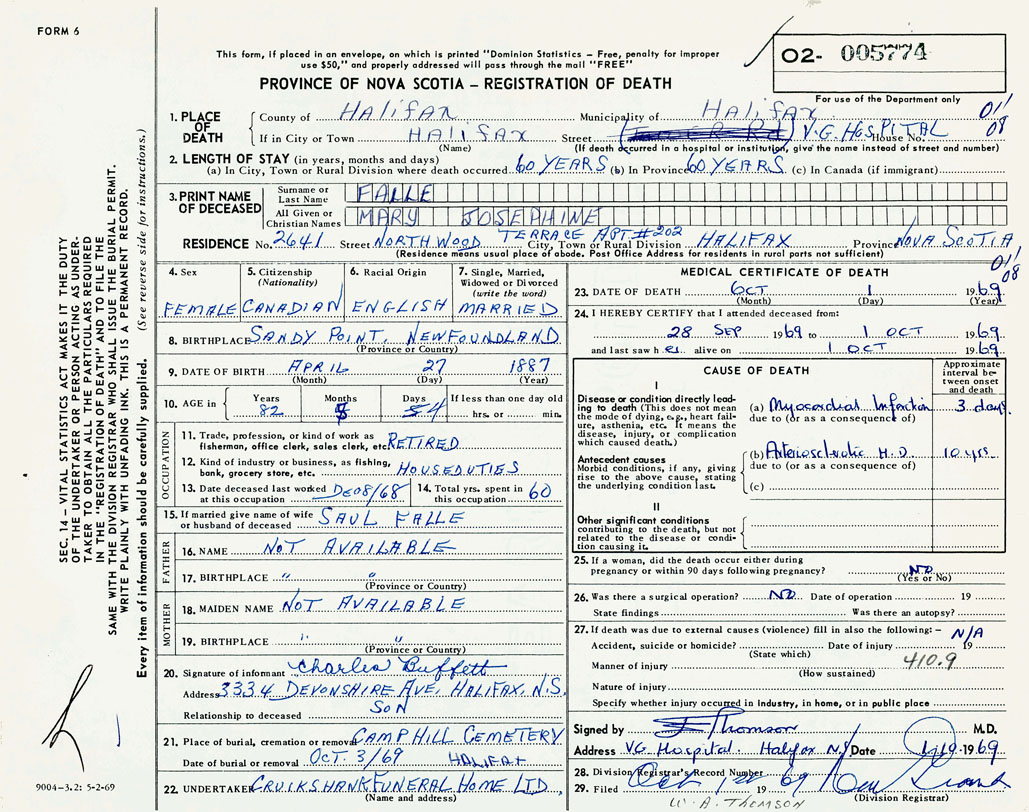 FORM 6
This form, if placed in an envelope, on which is printed "Dominion Statistics – Free, penalty for improper
use $50," and properly addressed will pass through the mail "FREE"
PROVINCE OF NOVA SCOTIA – REGISTRATION OF DEATH
O2- 005774
For use of the Department only
1. PLACE OF DEATH
County of HALIFAX Municipality of HALIFAX 01/08
If in City or Town HALIFAX Street V.G. HOSPITAL House No.
(Name) (If death occurred in a hospital or institution, give the name instead of street and number)
2. LENGTH OF STAY (in years, months and days)
(a) In City, Town or Rural Division where death occurred 60 YEARS (b) In Province 60 YEARS (c) In Canada (if immigrant)
3. PRINT NAME OF DECEASED
Surname or Last Name FALLE
All Given or Christian Names MARY JOSEPHINE
RESIDENCE No. 2641 Street NORTHWOOD TERRACE APT #202 City, Town or Rural Division HALIFAX Province NOVA SCOTIA
(Residence means usual place of abode. Post Office Address for residents in rural parts not sufficient) 01/08
4. Sex
FEMALE
5. Citizenship (Nationality)
CANADIAN
6. Racial Origin
ENGLISH
7. Single, Married, Widowed or Divorced (write the word)
MARRIED
8. BIRTHPLACE SANDY POINT, NEWFOUNDLAND
(Province or Country)
9. DATE OF BIRTH APRIL 27 1887
(Month) (Day) (Year)
10. AGE in
Years Months Days If less than one day old
82 5 4 hrs. or min.
OCCUPATION
11. Trade, profession, or kind of work as
fisherman, office clerk, sales clerk, etc. RETIRED
12. Kind of industry or business, as fishing,
bank, grocery store, etc. HOUSEDUTIES
13. Date deceased last worked at this occupation DE08/68 14. Total yrs. spent in this occupation 60
15. If married give name of wife
or husband of deceased SAUL FALLE
FATHER
16. NAME NOT AVAILABLE
17. BIRTHPLACE " "
(Province or Country)
MOTHER
18. MAIDEN NAME NOT AVAILABLE
19. BIRTHPLACE " "
(Province or Country)
20. Signature of informant Charles Buffett
Address 3334 DEVONSHIRE AVE, HALIFAX, N.S.
Relationship to deceased SON
21. Place of burial, cremation or removal CAMP HILL CEMETERY
Date of burial or removal OCT. 3/69 HALIFAX
22. UNDERTAKER CRUIKSHANK FUNERAL HOME LTD.
(Name and address)
MEDICAL CERTIFICATE OF DEATH
23. DATE OF DEATH OCT 1 1969
(Month) (Day) (Year)
24. I HEREBY CERTIFY that I attended deceased from:
28 SEP 1969 to 1 OCT 1969
and last saw her alive on 1 OCT 1969
CAUSE OF DEATH
Approximate interval between onset and death
I
Disease or condition directly leading to death (This does not mean the mode of dying, e.g., heart failure, asthenia, etc. It means the disease, injury, or complication which caused death.)
(a) Myocardial Infarction 3 days
due to (or as a consequence of)
Antecedent causes
Morbid conditions, if any, giving rise to the above cause, stating the underlying condition last.
(b) Arteriosclerotic H.D. 10 yrs
due to (or as a consequence of)
(c)
II
Other significant conditions
contributing to the death, but not related to the disease or condition causing it.
25. If a woman, did the death occur either during
pregnancy or within 90 days following pregnancy? NO
(Yes or No)
26. Was there a surgical operation? NO Date of operation 19
State findings Was there an autopsy?
27. If death was due to external causes (violence) fill in also the following: – N/A
Accident, suicide or homicide? Date of injury 19
(State which)
Manner of injury 410.9
(How sustained)
Nature of injury
Specify whether injury occurred in Industry, in home, or in public place
Signed by Thomson M.D.
Address V.G. Hospital Halifax NS Date 1969
28. Division Registrar's Record Number
29. Filed Oct 1969
(Division Registrar)
W. A. THOMSON
SEC. 14 – VITAL STATISTICS ACT MAKES IT THE DUTY
OF THE UNDERTAKER OR PERSON ACTING AS UNDER-
TAKER TO OBTAIN ALL THE PARTICULARS REQUIRED
IN THE "REGISTRATION OF DEATH" AND TO FILE THE
SAME WITH THE DIVISION REGISTRAR WHO SHALL ISSUE THE BURIAL PERMIT.
WRITE PLAINLY WITH UNFADING INK. THIS IS A PERMANENT RECORD.
Every item of information should be carefully supplied. (See reverse side for instructions.)
9004–3.2: 5-2-69